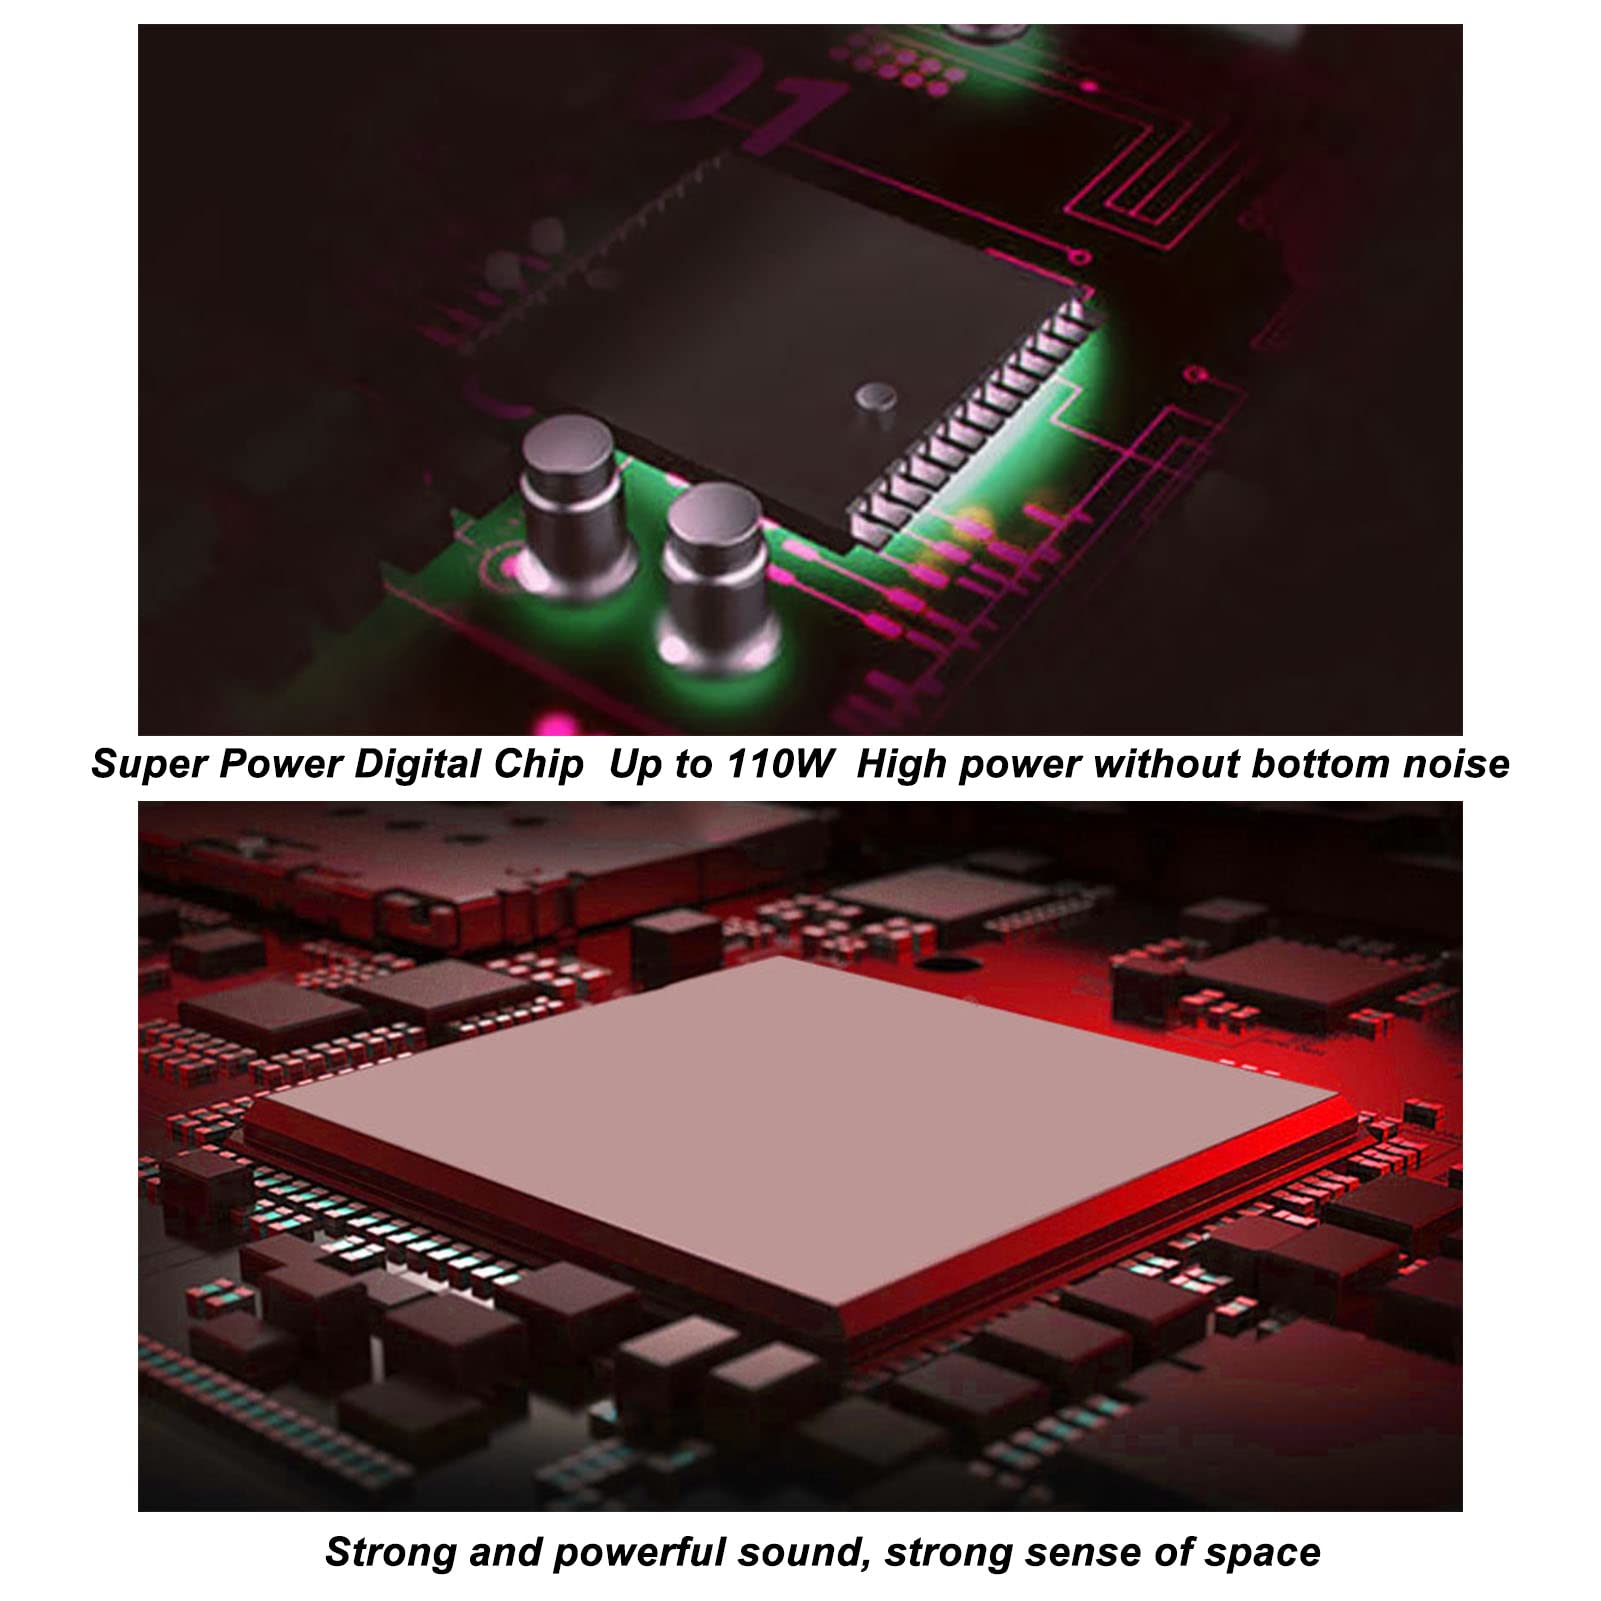 Super Power Digital Chip  Up to 110W  High power without bottom noise
Strong and powerful sound, strong sense of space